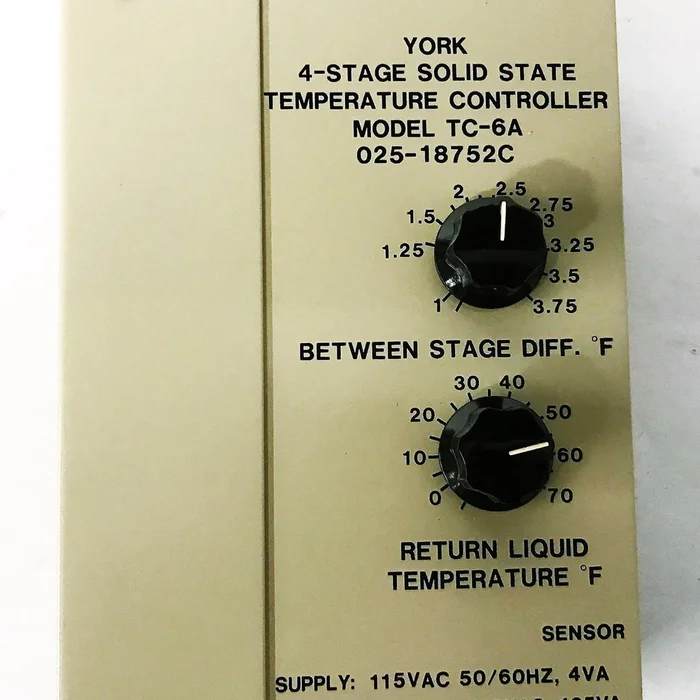 YORK
4-STAGE SOLID STATE
TEMPERATURE CONTROLLER
MODEL TC-6A
025-18752C
1 1.25 1.5 2 2.5 2.75 3 3.25 3.5 3.75
BETWEEN STAGE DIFF. °F
0 10 20 30 40 50 60 70
RETURN LIQUID
TEMPERATURE °F
SENSOR
SUPPLY: 115VAC 50/60HZ, 4VA